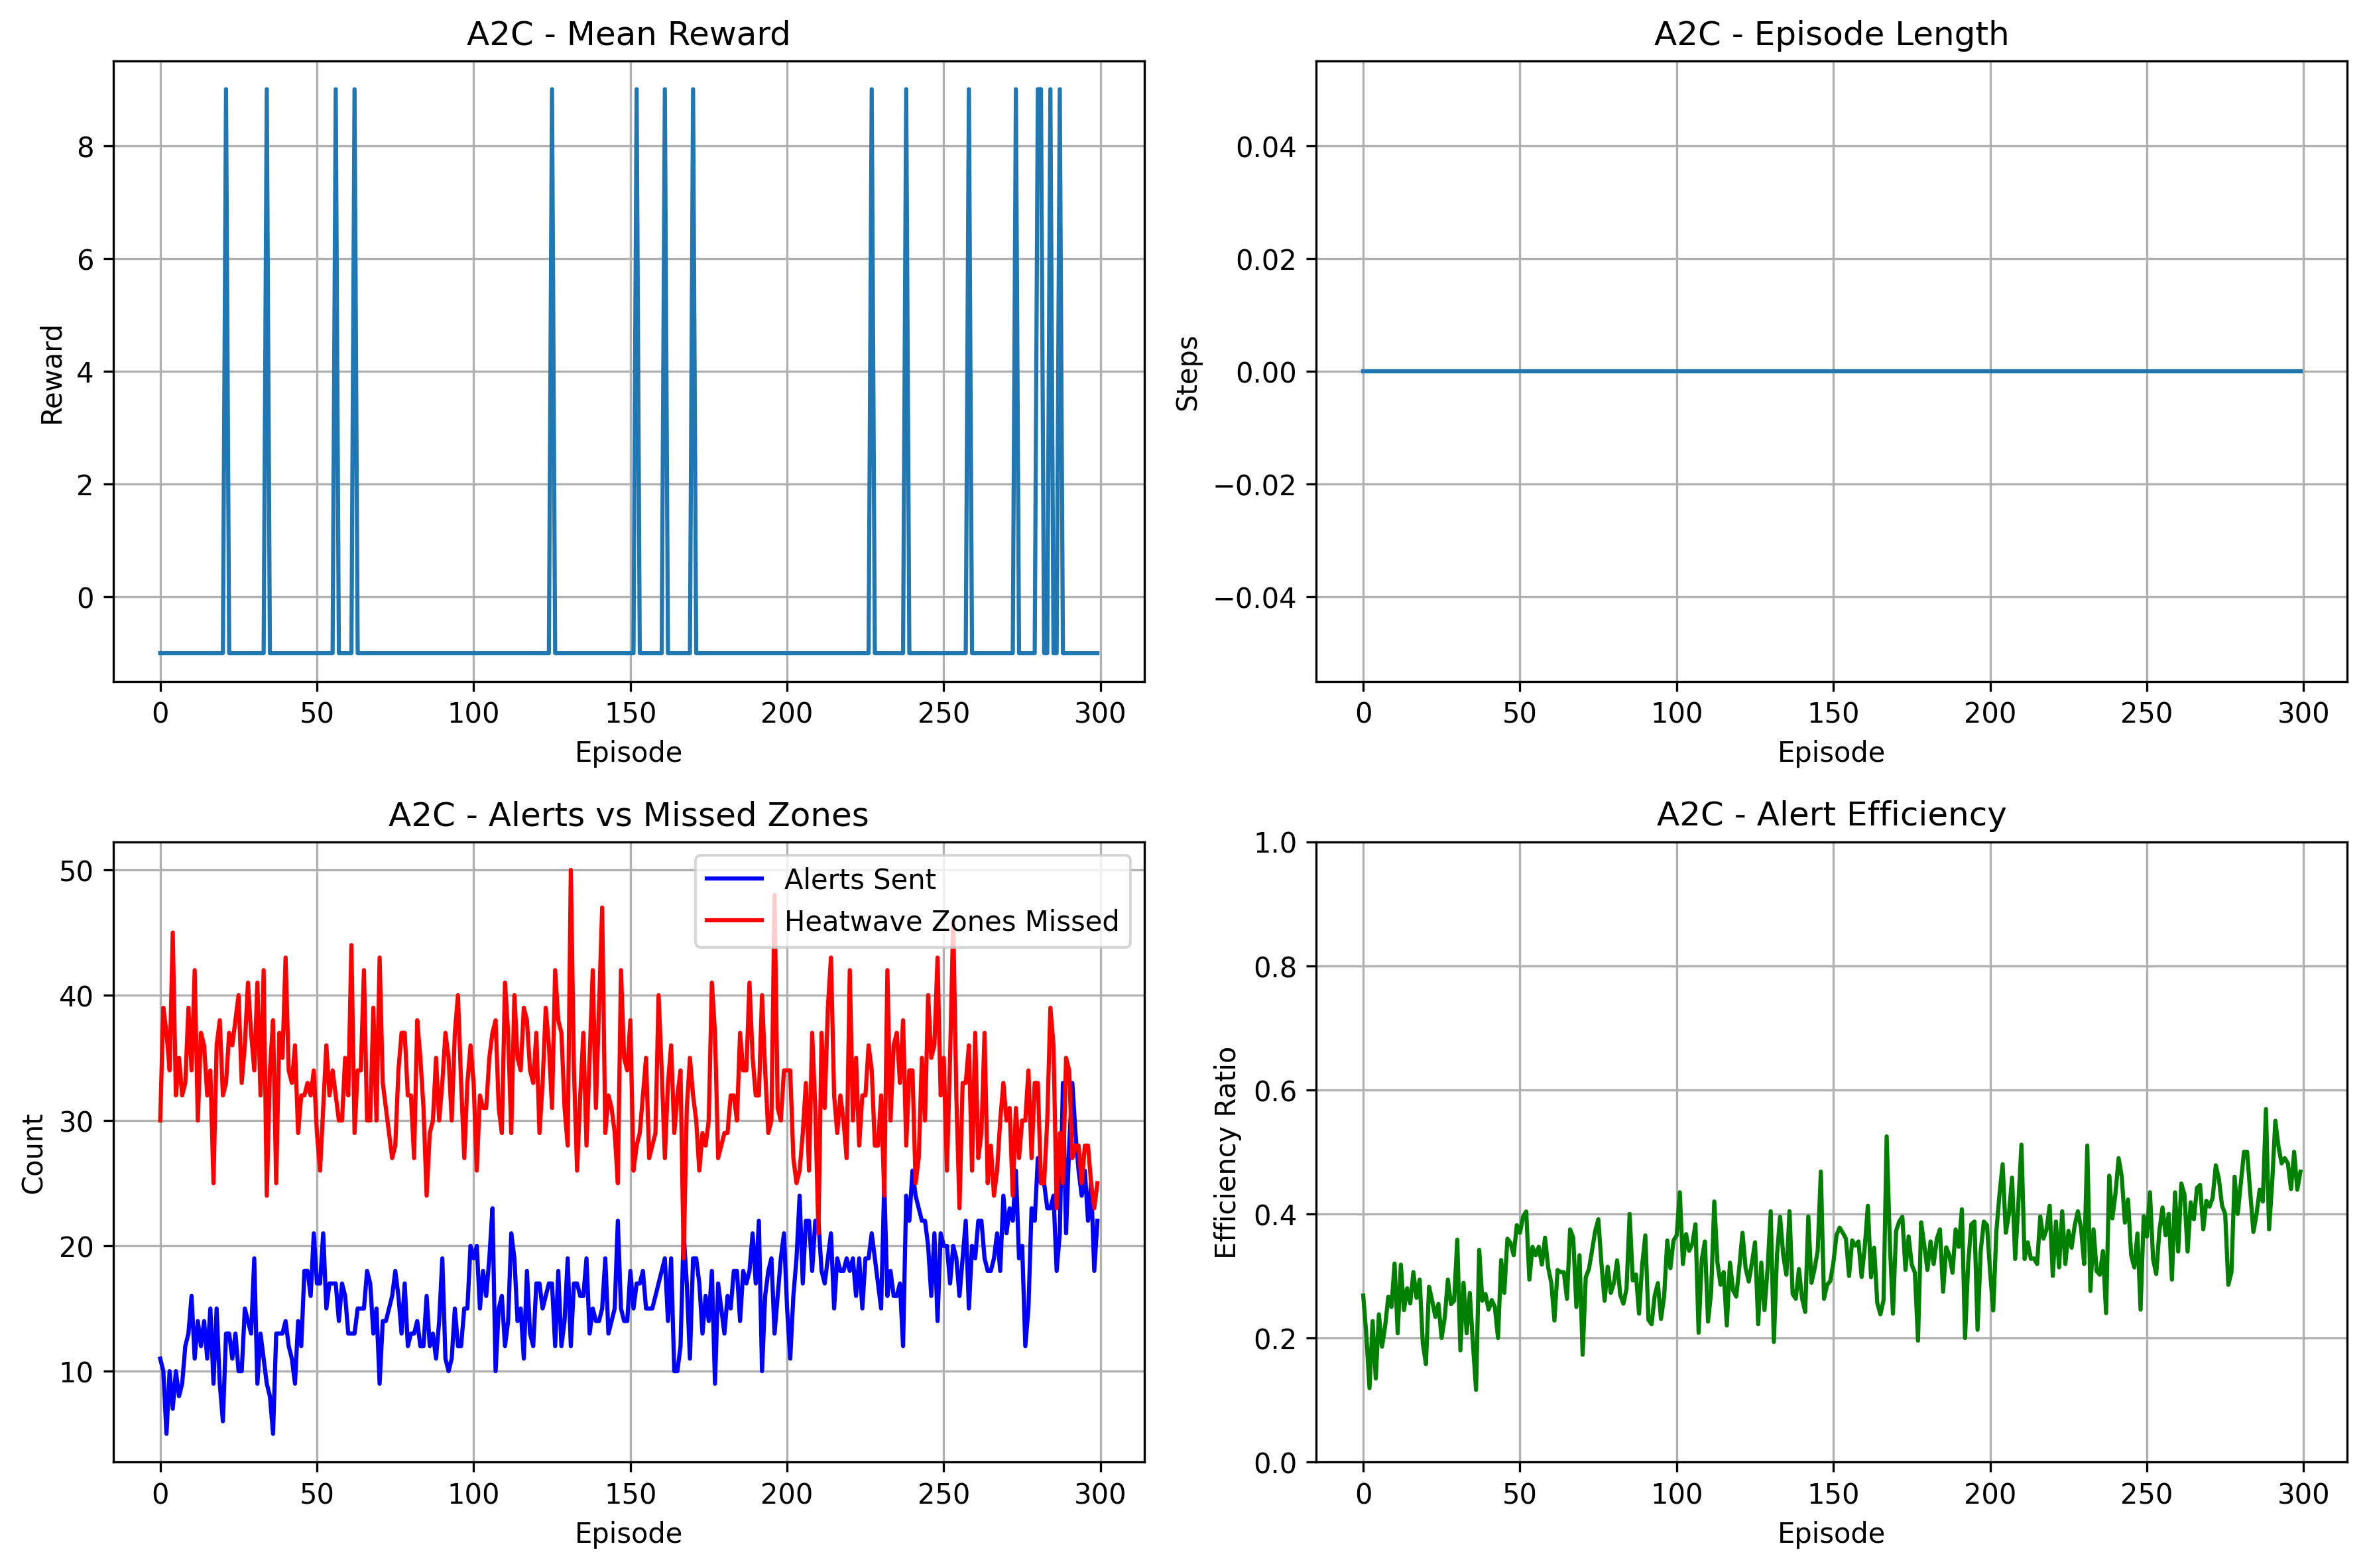 A2C - Mean Reward
8
6
4
2
0
Reward
0 50 100 150 200 250 300
Episode
A2C - Episode Length
0.04
0.02
0.00
−0.02
−0.04
Steps
0 50 100 150 200 250 300
Episode
A2C - Alerts vs Missed Zones
Alerts Sent
Heatwave Zones Missed
50
40
30
20
10
Count
0 50 100 150 200 250 300
Episode
A2C - Alert Efficiency
1.0
0.8
0.6
0.4
0.2
0.0
Efficiency Ratio
0 50 100 150 200 250 300
Episode